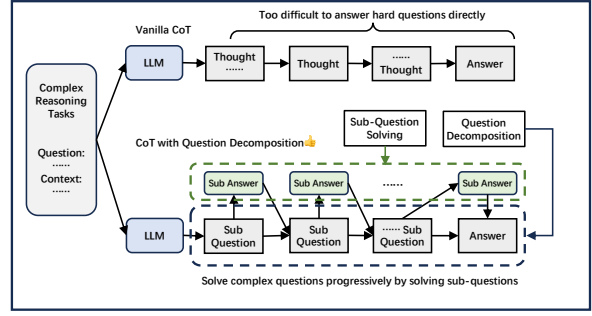 Too difficult to answer hard questions directly
Vanilla CoT
LLM
Thought
......
Thought
......
Thought
Answer
Complex
Reasoning
Tasks
Question:
......
Context:
......
Sub-Question
Solving
Question
Decomposition
CoT with Question Decomposition👍
Sub Answer
Sub Answer
......
Sub Answer
LLM
Sub
Question
Sub
Question
...... Sub
Question
Answer
Solve complex questions progressively by solving sub-questions